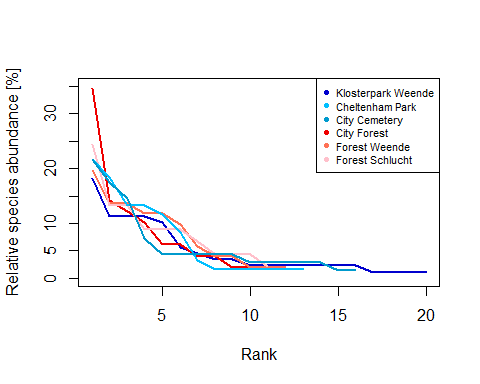 Relative species abundance [%]
30
20
10
5
0
5
10
15
20
Rank
Klosterpark Weende
Cheltenham Park
City Cemetery
City Forest
Forest Weende
Forest Schlucht